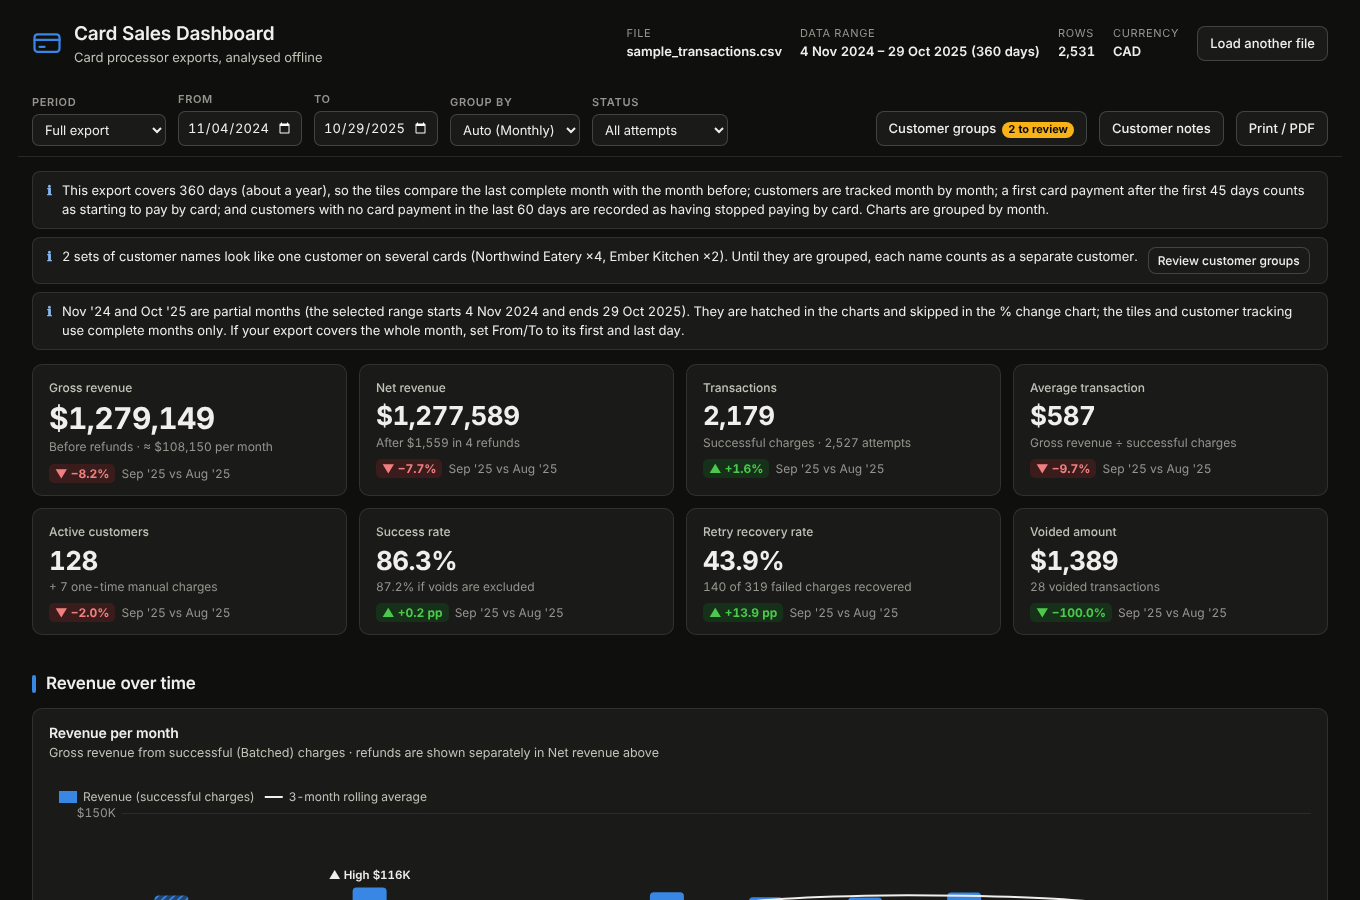 Card Sales Dashboard
Card processor exports, analysed offline
FILE
sample_transactions.csv
DATA RANGE
4 Nov 2024 – 29 Oct 2025 (360 days)
ROWS
2,531
CURRENCY
CAD
Load another file
PERIOD
Full export
FROM
11/04/2024
TO
10/29/2025
GROUP BY
Auto (Monthly)
STATUS
All attempts
Customer groups 2 to review
Customer notes
Print / PDF
This export covers 360 days (about a year), so the tiles compare the last complete month with the month before; customers are tracked month by month; a first card payment after the first 45 days counts
as starting to pay by card; and customers with no card payment in the last 60 days are recorded as having stopped paying by card. Charts are grouped by month.
2 sets of customer names look like one customer on several cards (Northwind Eatery ×4, Ember Kitchen ×2). Until they are grouped, each name counts as a separate customer.
Review customer groups
Nov '24 and Oct '25 are partial months (the selected range starts 4 Nov 2024 and ends 29 Oct 2025). They are hatched in the charts and skipped in the % change chart; the tiles and customer tracking
use complete months only. If your export covers the whole month, set From/To to its first and last day.
Gross revenue
$1,279,149
Before refunds · ≈ $108,150 per month
▼ −8.2% Sep '25 vs Aug '25
Net revenue
$1,277,589
After $1,559 in 4 refunds
▼ −7.7% Sep '25 vs Aug '25
Transactions
2,179
Successful charges · 2,527 attempts
▲ +1.6% Sep '25 vs Aug '25
Average transaction
$587
Gross revenue ÷ successful charges
▼ −9.7% Sep '25 vs Aug '25
Active customers
128
+ 7 one-time manual charges
▼ −2.0% Sep '25 vs Aug '25
Success rate
86.3%
87.2% if voids are excluded
▲ +0.2 pp Sep '25 vs Aug '25
Retry recovery rate
43.9%
140 of 319 failed charges recovered
▲ +13.9 pp Sep '25 vs Aug '25
Voided amount
$1,389
28 voided transactions
▼ −100.0% Sep '25 vs Aug '25
Revenue over time
Revenue per month
Gross revenue from successful (Batched) charges · refunds are shown separately in Net revenue above
Revenue (successful charges)
3-month rolling average
$150K
▲ High $116K